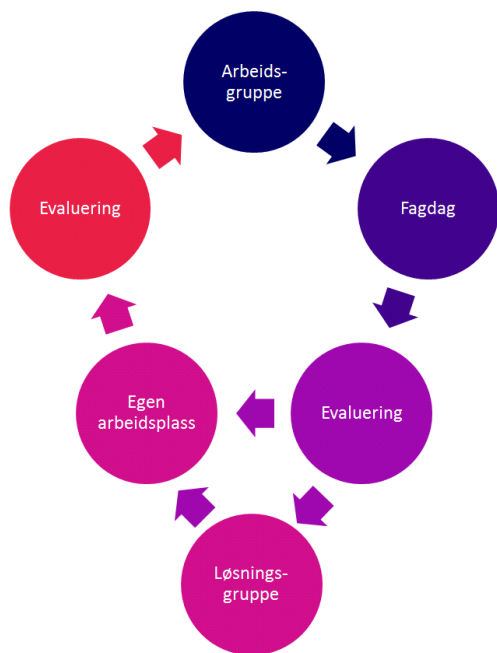 Arbeids-
gruppe
Fagdag
Evaluering
Løsnings-
gruppe
Egen
arbeidsplass
Evaluering